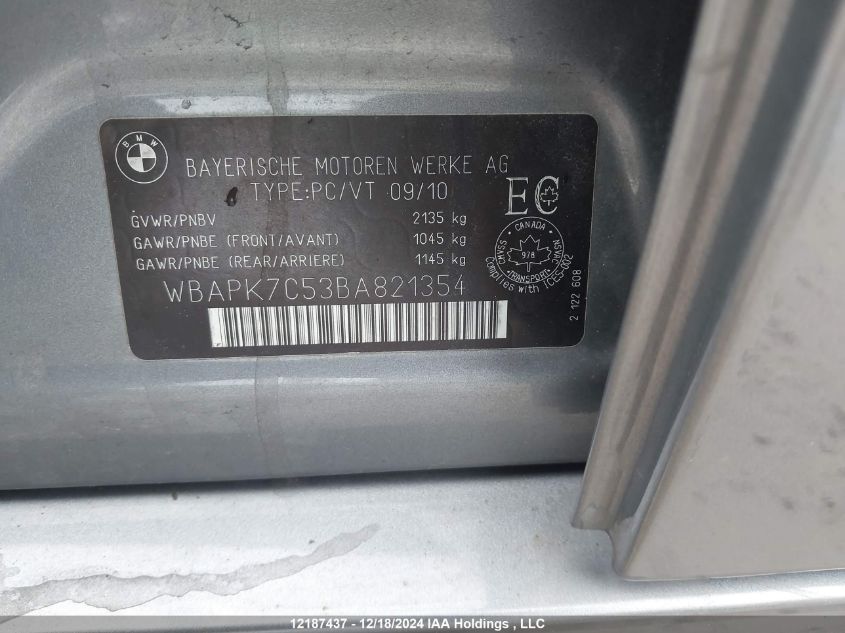 BMW
BAYERISCHE MOTOREN WERKE AG
TYPE:PC/VT 09/10
EC
GVWR/PNBV 2135 kg
GAWR/PNBE (FRONT/AVANT) 1045 kg
GAWR/PNBE (REAR/ARRIERE) 1145 kg
CANADA
SSAM
NSVAC
978
TRANSPORT
Complies with ICES-002
WBAPK7C53BA821354
2 122 608
12187437 - 12/18/2024 IAA Holdings , LLC